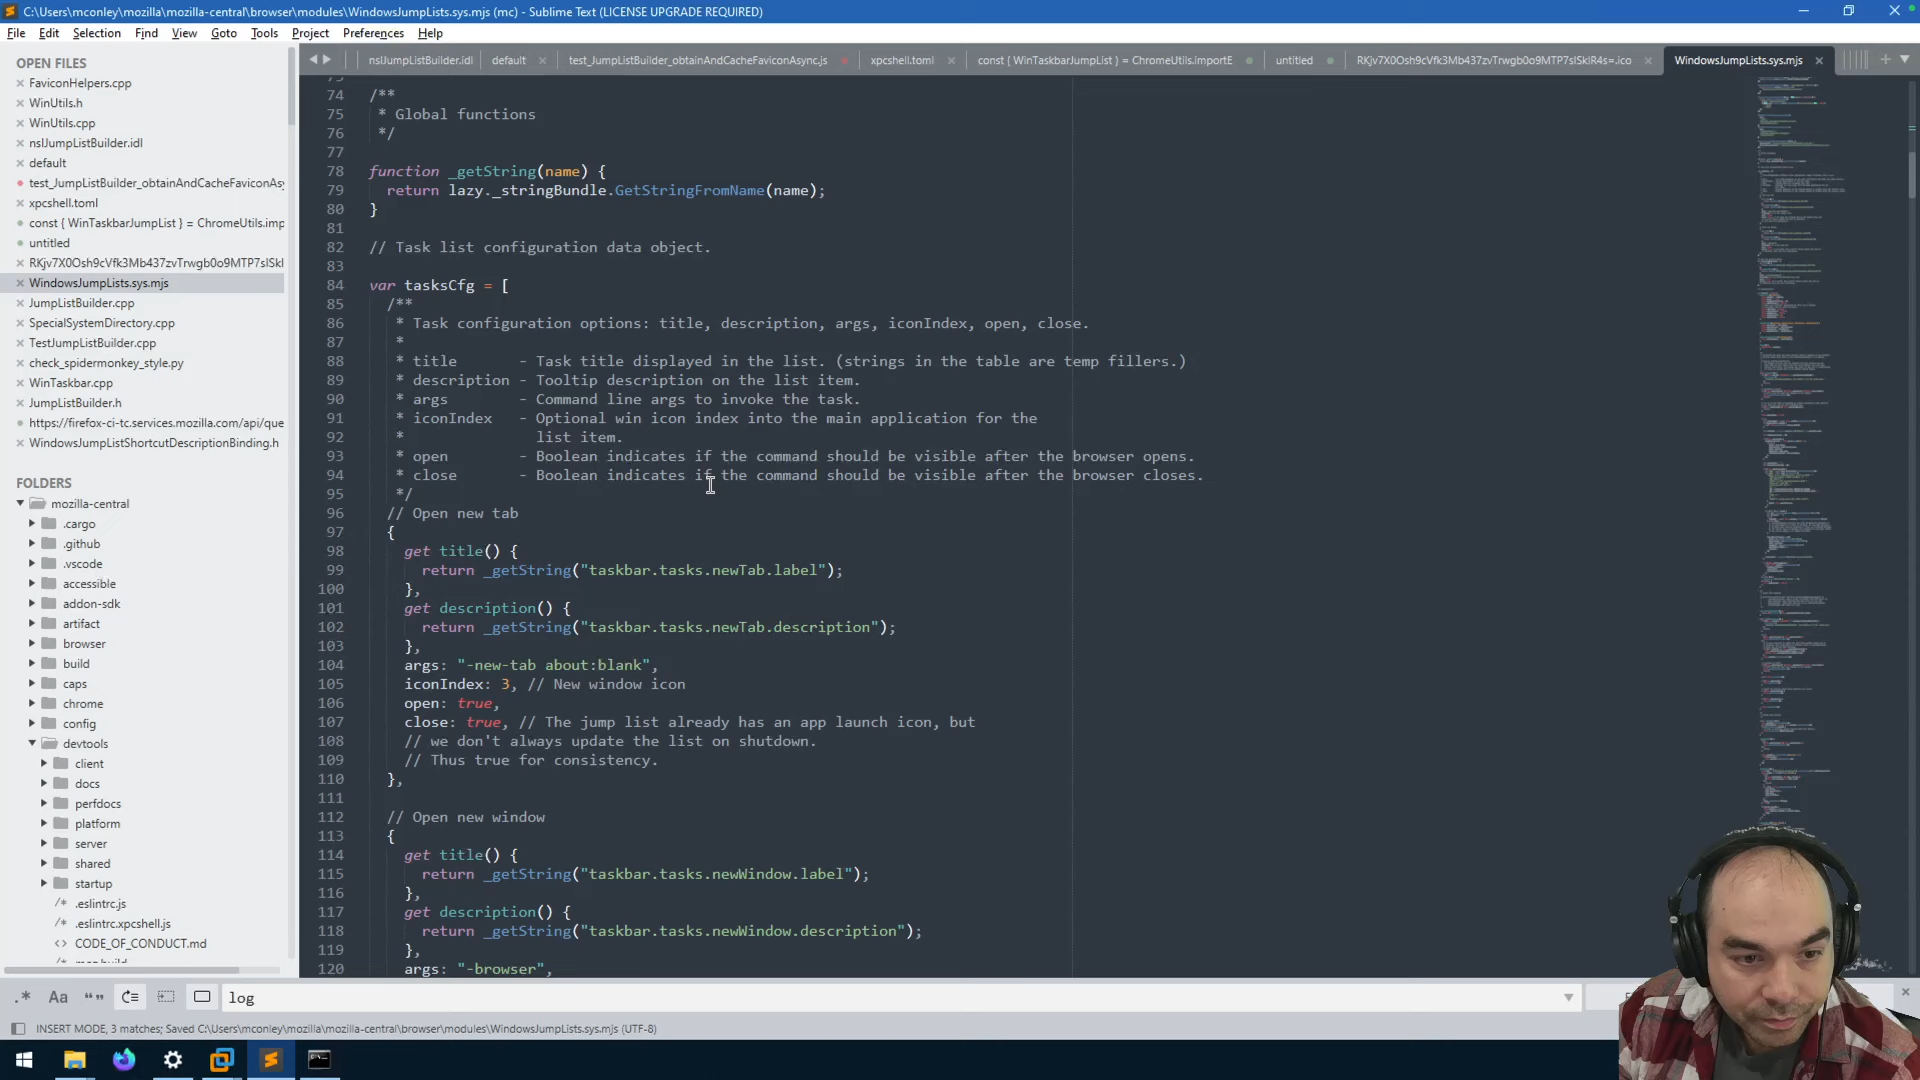 C:\Users\mconley\mozilla\mozilla-central\browser\modules\WindowsJumpLists.sys.mjs (mc) - Sublime Text (LICENSE UPGRADE REQUIRED)
File Edit Selection Find View Goto Tools Project Preferences Help
OPEN FILES
FaviconHelpers.cpp
WinUtils.h
WinUtils.cpp
nsIJumpListBuilder.idl
default
test_JumpListBuilder_obtainAndCacheFaviconAsy
xpcshell.toml
const { WinTaskbarJumpList } = ChromeUtils.imp
untitled
RKjv7X0Osh9cVfk3Mb437zvTrwgb0o9MTP7sISkl
WindowsJumpLists.sys.mjs
JumpListBuilder.cpp
SpecialSystemDirectory.cpp
TestJumpListBuilder.cpp
check_spidermonkey_style.py
WinTaskbar.cpp
JumpListBuilder.h
https://firefox-ci-tc.services.mozilla.com/api/que
WindowsJumpListShortcutDescriptionBinding.h
FOLDERS
mozilla-central
.cargo
.github
.vscode
accessible
addon-sdk
artifact
browser
build
caps
chrome
config
devtools
client
docs
perfdocs
platform
server
shared
startup
/* .eslintrc.js
/* .eslintrc.xpcshell.js
<> CODE_OF_CONDUCT.md
nsIJumpListBuilder.idl default test_JumpListBuilder_obtainAndCacheFaviconAsync.js xpcshell.toml const { WinTaskbarJumpList } = ChromeUtils.importE untitled RKjv7X0Osh9cVfk3Mb437zvTrwgb0o9MTP7sISklR4s=.ico WindowsJumpLists.sys.mjs
74 /**
75 * Global functions
76 */
77
78 function _getString(name) {
79 return lazy._stringBundle.GetStringFromName(name);
80 }
81
82 // Task list configuration data object.
83
84 var tasksCfg = [
85 /**
86 * Task configuration options: title, description, args, iconIndex, open, close.
87 *
88 * title - Task title displayed in the list. (strings in the table are temp fillers.)
89 * description - Tooltip description on the list item.
90 * args - Command line args to invoke the task.
91 * iconIndex - Optional win icon index into the main application for the
92 * list item.
93 * open - Boolean indicates if the command should be visible after the browser opens.
94 * close - Boolean indicates if the command should be visible after the browser closes.
95 */
96 // Open new tab
97 {
98 get title() {
99 return _getString("taskbar.tasks.newTab.label");
100 },
101 get description() {
102 return _getString("taskbar.tasks.newTab.description");
103 },
104 args: "-new-tab about:blank",
105 iconIndex: 3, // New window icon
106 open: true,
107 close: true, // The jump list already has an app launch icon, but
108 // we don't always update the list on shutdown.
109 // Thus true for consistency.
110 },
111
112 // Open new window
113 {
114 get title() {
115 return _getString("taskbar.tasks.newWindow.label");
116 },
117 get description() {
118 return _getString("taskbar.tasks.newWindow.description");
119 },
120 args: "-browser",
.* Aa "" log
INSERT MODE, 3 matches; Saved C:\Users\mconley\mozilla\mozilla-central\browser\modules\WindowsJumpLists.sys.mjs (UTF-8)